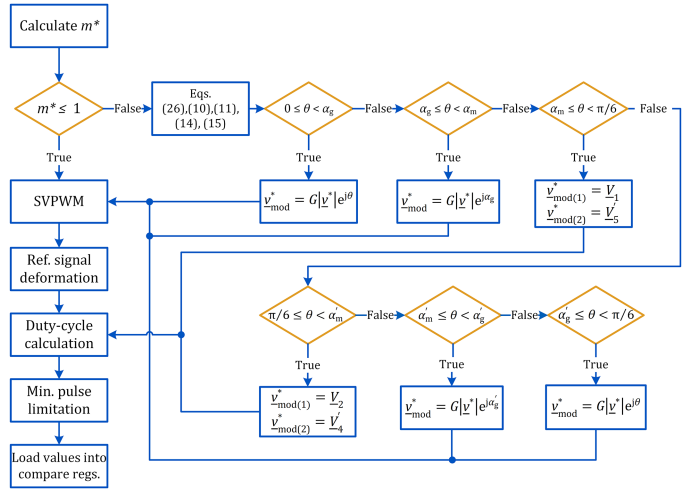 Calculate m*
m* ≤ 1
False
Eqs.
(26),(10),(11),
(14), (15)
0 ≤ θ < α_g
False
α_g ≤ θ < α_m
False
α_m ≤ θ < π/6
False
True
True
True
True
SVPWM
v*_mod = G|v*|e^jθ
v*_mod = G|v*|e^jα_g
v*_mod(1) = V_1
v*_mod(2) = V'_5
Ref. signal
deformation
Duty-cycle
calculation
π/6 ≤ θ < α'_m
False
α'_m ≤ θ < α'_g
False
α'_g ≤ θ < π/6
True
True
True
Min. pulse
limitation
v*_mod(1) = V_2
v*_mod(2) = V'_4
v*_mod = G|v*|e^jα'_g
v*_mod = G|v*|e^jθ
Load values into
compare regs.